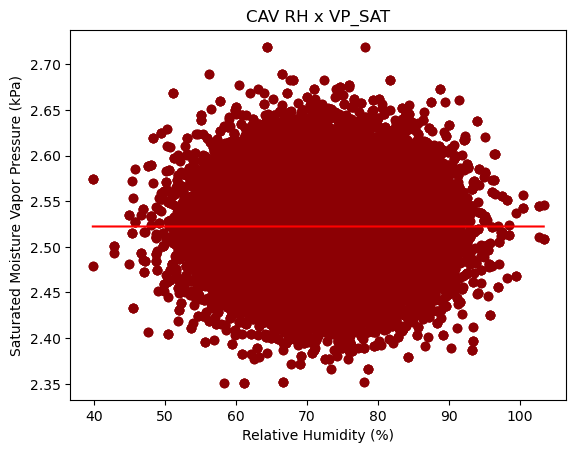 CAV RH x VP_SAT
Saturated Moisture Vapor Pressure (kPa)
2.70
2.65
2.60
2.55
2.50
2.45
2.40
2.35
40 50 60 70 80 90 100
Relative Humidity (%)